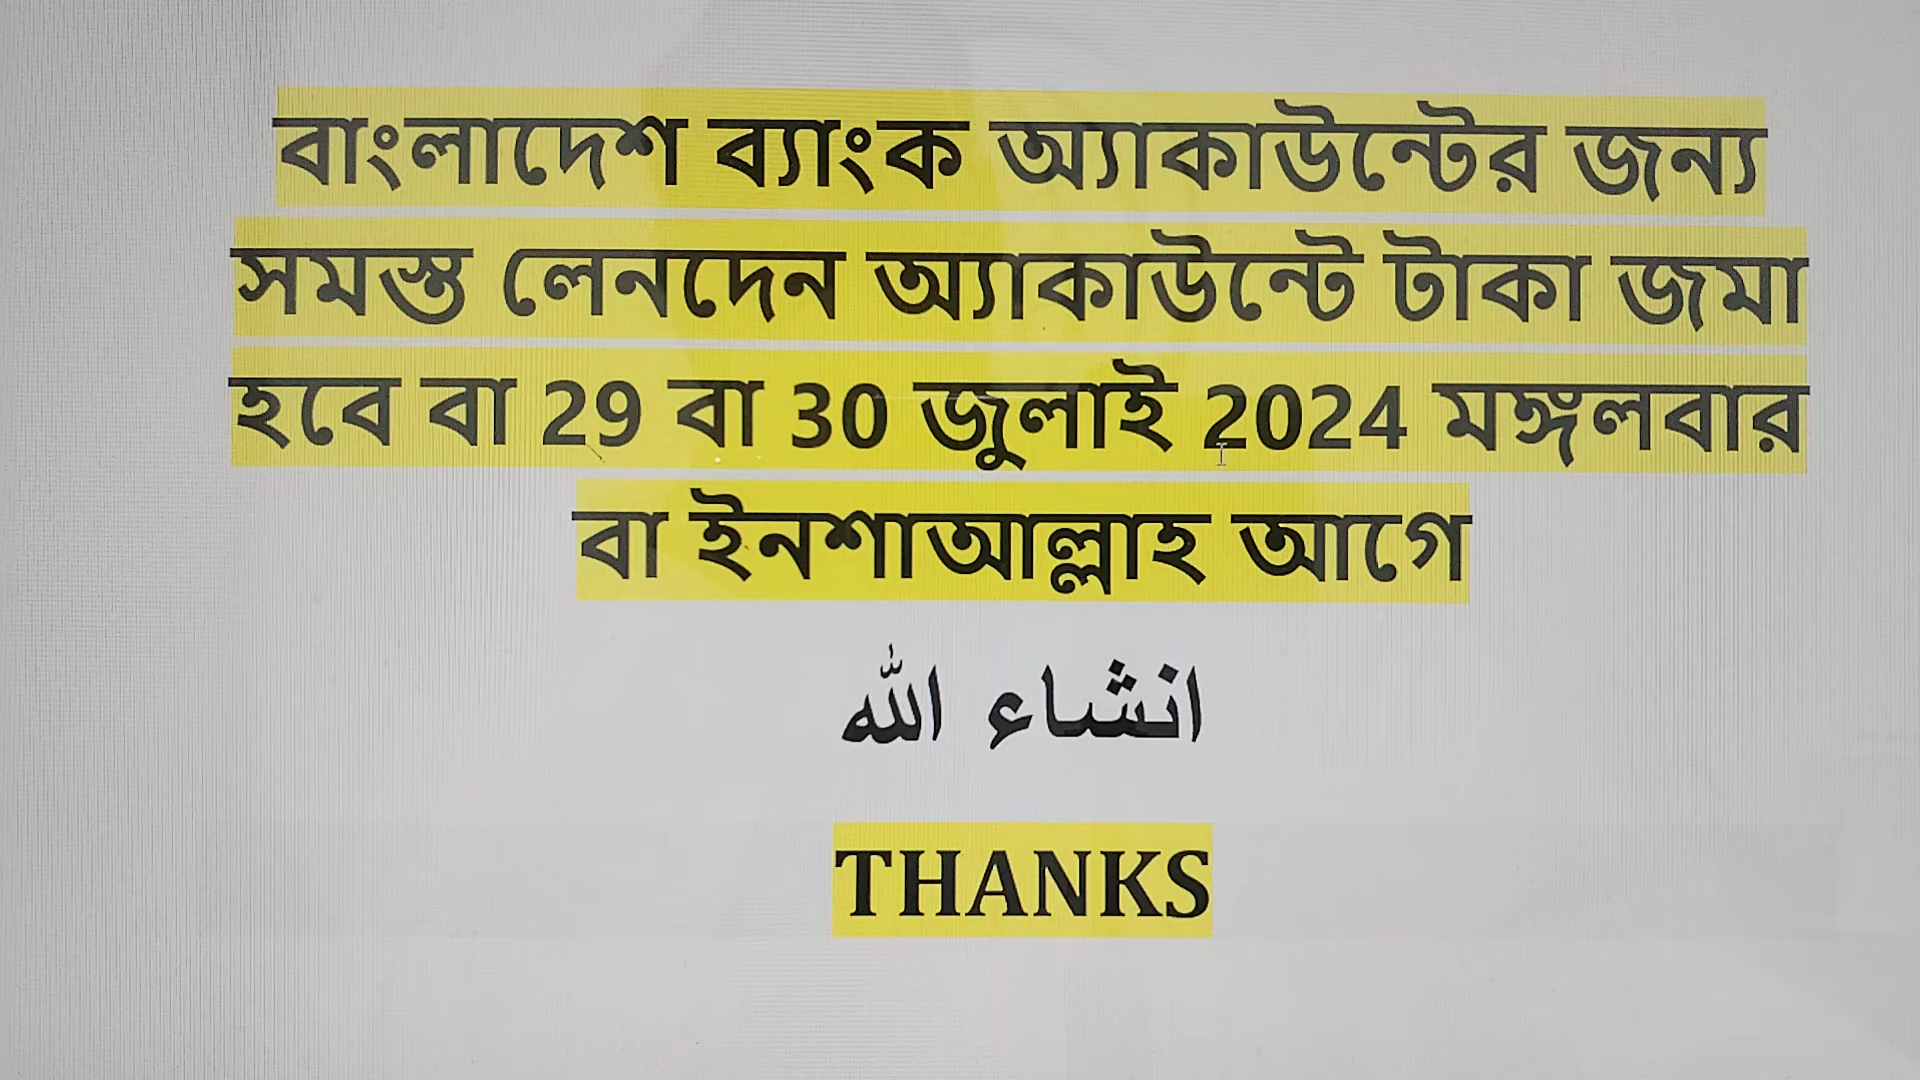 বাংলাদেশ ব্যাংক অ্যাকাউন্টের জন্য
সমস্ত লেনদেন অ্যাকাউন্টে টাকা জমা
হবে বা 29 বা 30 জুলাই 2024 মঙ্গলবার
বা ইনশাআল্লাহ আগে
انشاء الله
THANKS